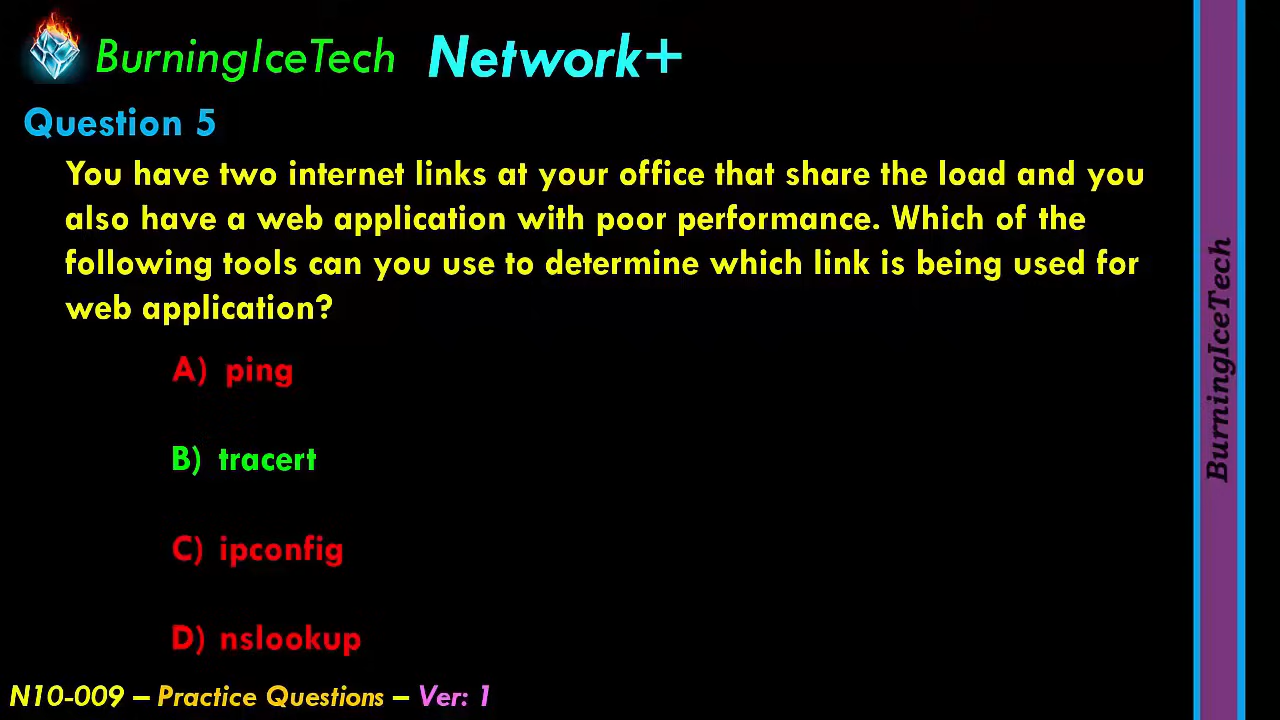 BurningIceTech Network+
Question 5
You have two internet links at your office that share the load and you
also have a web application with poor performance. Which of the
following tools can you use to determine which link is being used for
web application?
A) ping
B) tracert
C) ipconfig
D) nslookup
N10-009 – Practice Questions – Ver: 1
BurningIceTech